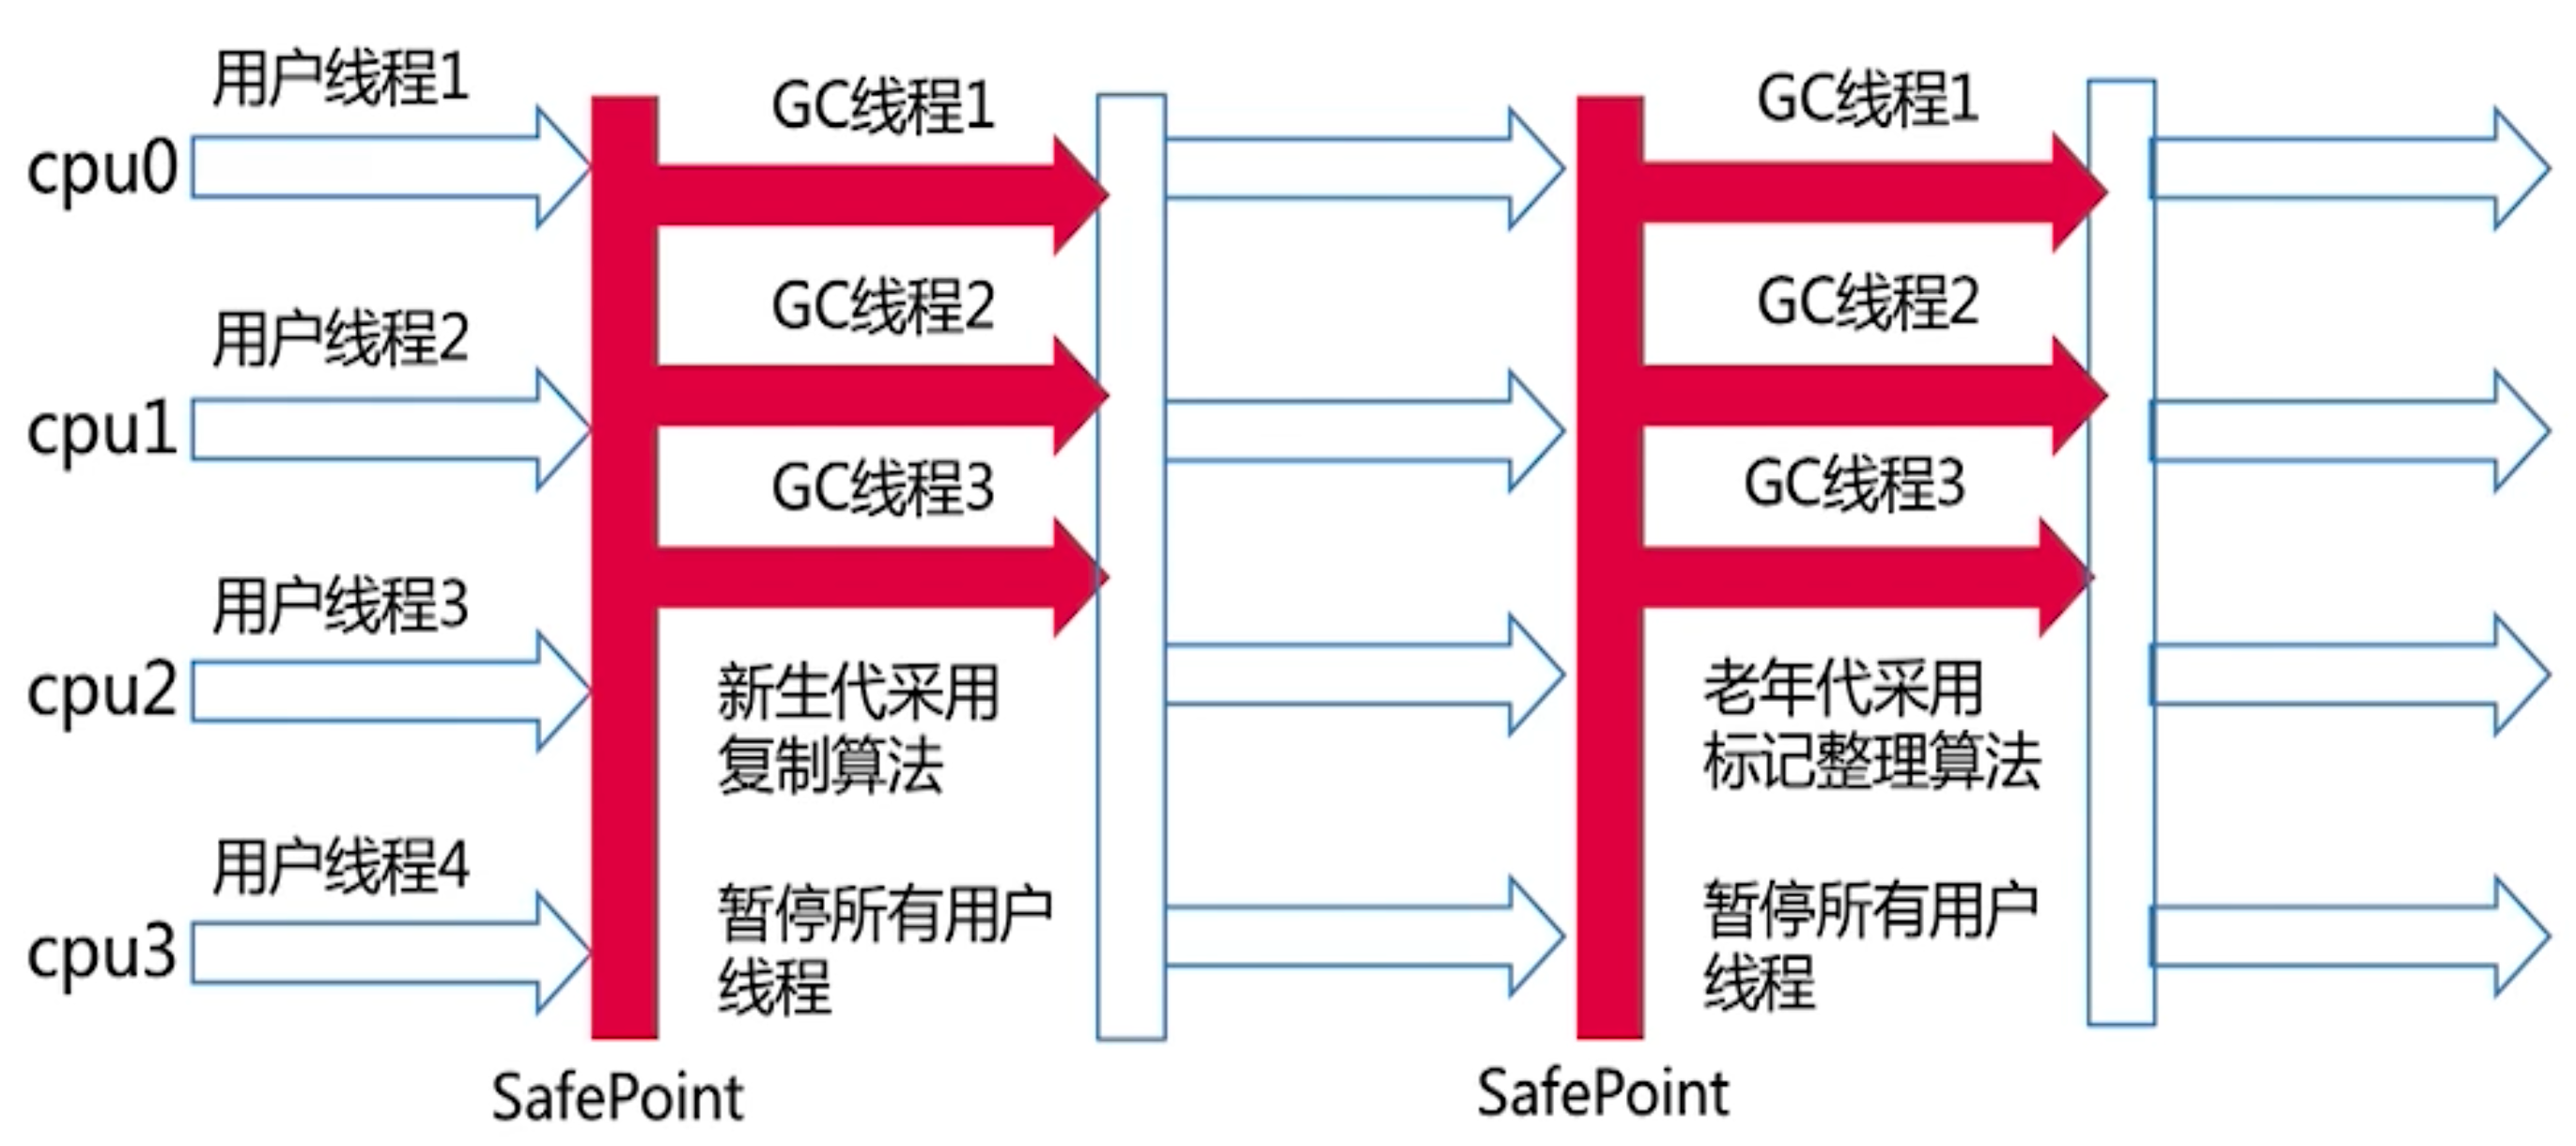 用户线程1
cpu0
用户线程2
cpu1
用户线程3
cpu2
用户线程4
cpu3
SafePoint
GC线程1
GC线程2
GC线程3
新生代采用
复制算法
暂停所有用户
线程
SafePoint
GC线程1
GC线程2
GC线程3
老年代采用
标记整理算法
暂停所有用户
线程